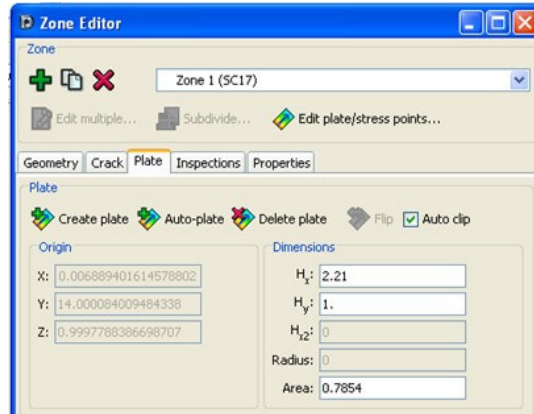 Zone Editor
Zone
Zone 1 (SC17)
Edit multiple... Subdivide... Edit plate/stress points...
Geometry Crack Plate Inspections Properties
Plate
Create plate Auto-plate Delete plate Flip Auto clip
Origin
X: 0.006889401614578802
Y: 14.000084009484338
Z: 0.9997788386698707
Dimensions
Hx: 2.21
Hy: 1.
Hx2: 0
Radius: 0
Area: 0.7854